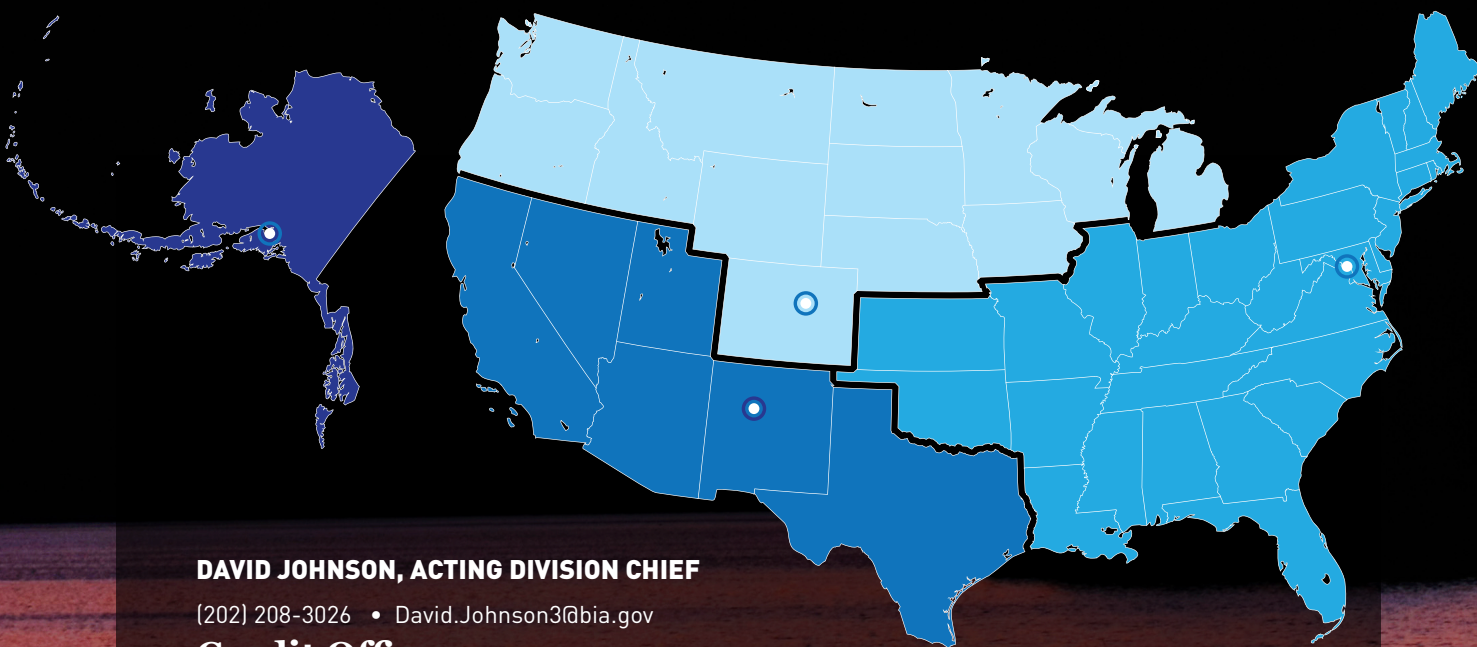 DAVID JOHNSON, ACTING DIVISION CHIEF
(202) 208-3026 • David.Johnson3@bia.gov